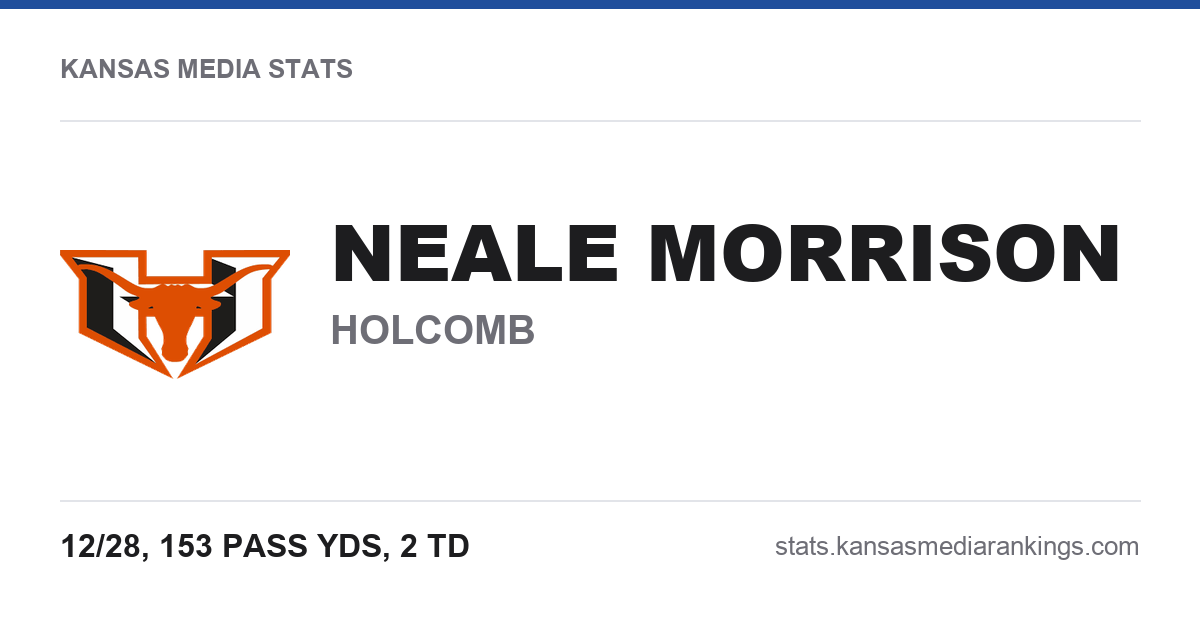 KANSAS MEDIA STATS
NEALE MORRISON
HOLCOMB
12/28, 153 PASS YDS, 2 TD
stats.kansasmediarankings.com